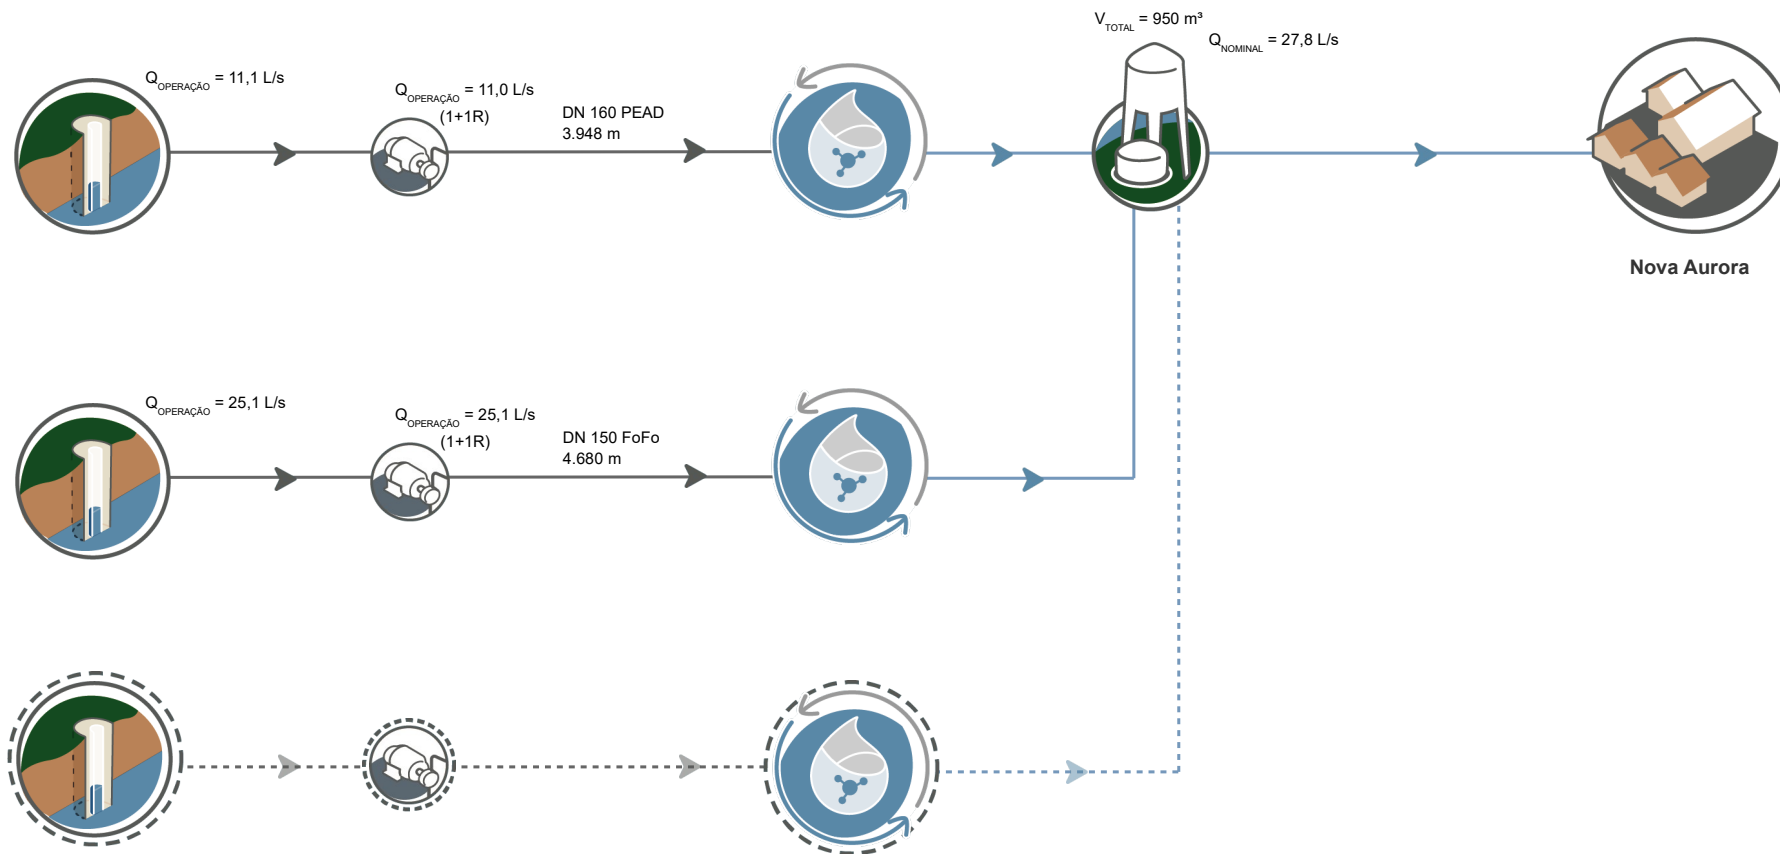 V_TOTAL = 950 m³
Q_NOMINAL = 27,8 L/s
Q_OPERAÇÃO = 11,1 L/s
Q_OPERAÇÃO = 11,0 L/s
(1+1R)
DN 160 PEAD
3.948 m
Nova Aurora
Q_OPERAÇÃO = 25,1 L/s
Q_OPERAÇÃO = 25,1 L/s
(1+1R)
DN 150 FoFo
4.680 m